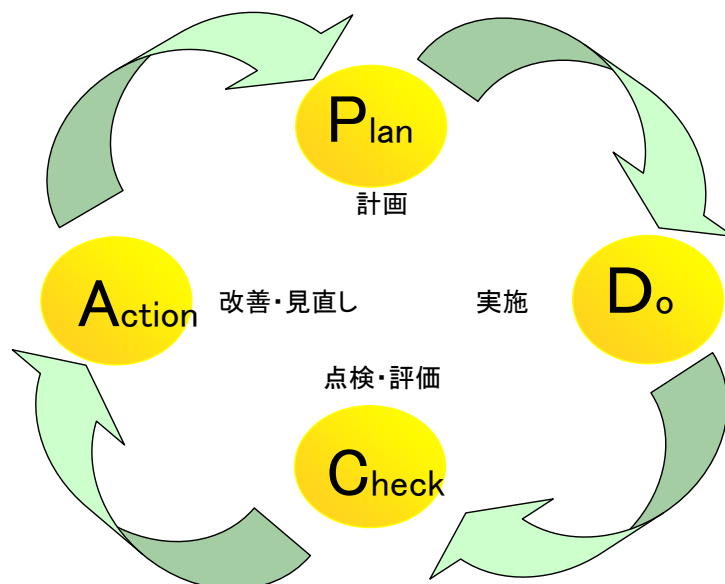 Plan
計画
Action
改善・見直し
実施
Do
点検・評価
Check